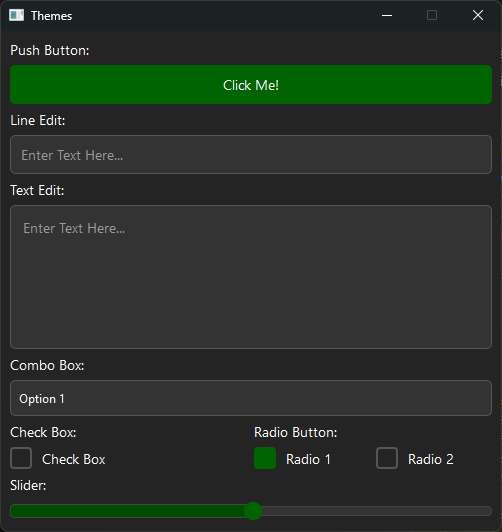 Themes
Push Button:
Click Me!
Line Edit:
Enter Text Here...
Text Edit:
Enter Text Here...
Combo Box:
Option 1
Check Box:
Radio Button:
Check Box
Radio 1
Radio 2
Slider: